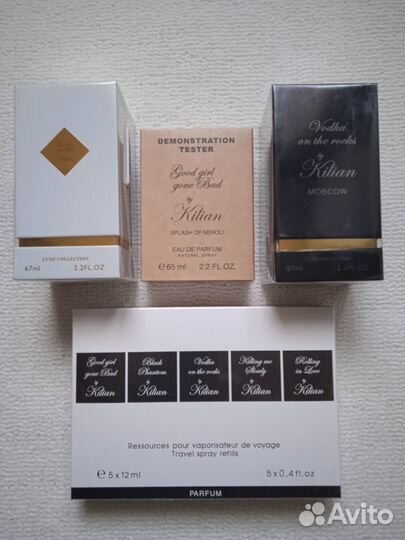 LUXE COLLECTION
67ml 2.2FL.OZ.
DEMONSTRATION
TESTER
Good girl
gone Bad
by
Kilian
SPLASH OF NEROLI
EAU DE PARFUM
NATURAL SPRAY
e 65 ml 2.2 FL.OZ.
Vodka
on the rocks
by
Kilian
MOSCOW
67ml 2.2FL.OZ.
Good girl
gone Bad
by
Kilian
Black
Phantom
by
Kilian
Vodka
on the rocks
by
Kilian
Killing me
Slowly
by
Kilian
Rolling
in Love
by
Kilian
Ressources pour vaporisateur de voyage
Travel spray refills
e 5 x 12 ml 5 x 0,4 fl.oz
PARFUM
Avito